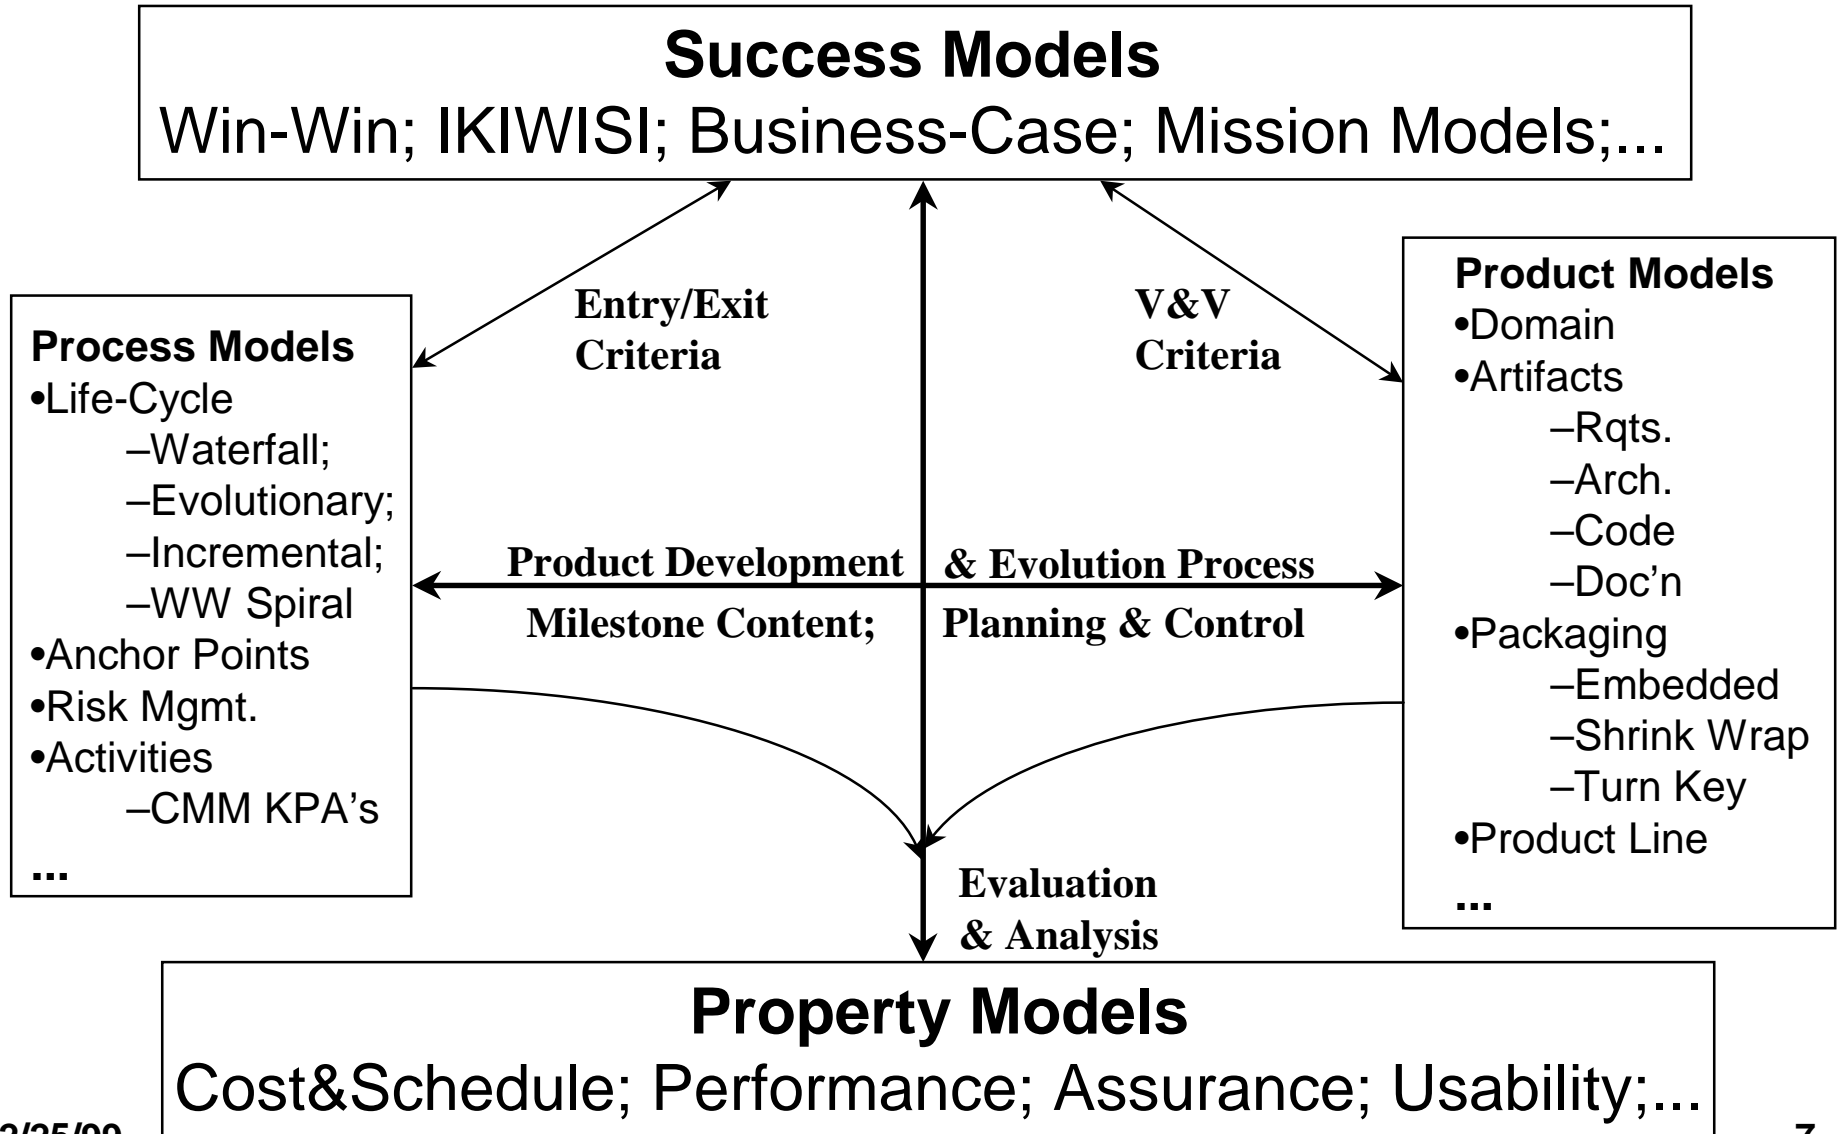 Success Models
Win-Win; IKIWISI; Business-Case; Mission Models;...
Process Models
•Life-Cycle
–Waterfall;
–Evolutionary;
–Incremental;
–WW Spiral
•Anchor Points
•Risk Mgmt.
•Activities
–CMM KPA's
...
Entry/Exit
Criteria
V&V
Criteria
Product Development & Evolution Process
Milestone Content; Planning & Control
Evaluation
& Analysis
Product Models
•Domain
•Artifacts
–Rqts.
–Arch.
–Code
–Doc'n
•Packaging
–Embedded
–Shrink Wrap
–Turn Key
•Product Line
...
Property Models
Cost&Schedule; Performance; Assurance; Usability;...